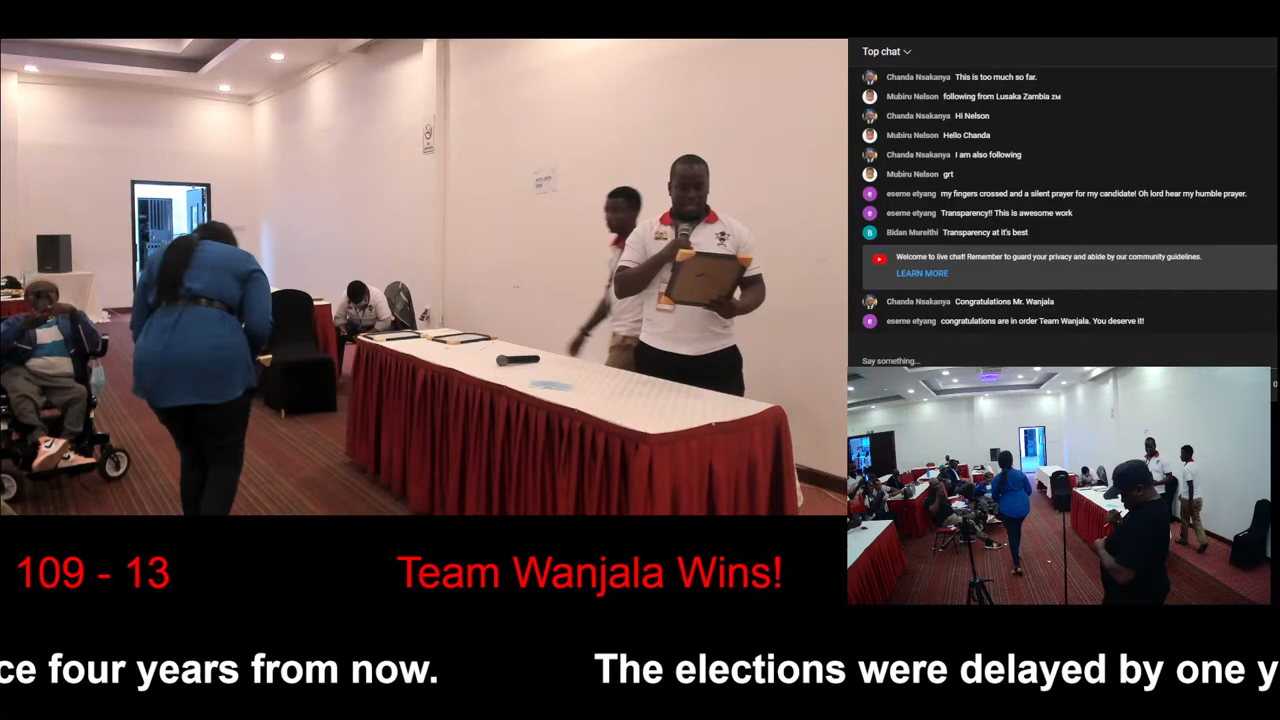 Top chat
Chanda Nsakanya This is too much so far.
Mubiru Nelson following from Lusaka Zambia ZM
Chanda Nsakanya Hi Nelson
Mubiru Nelson Hello Chanda
Chanda Nsakanya I am also following
Mubiru Nelson grt
e eseme etyang my fingers crossed and a silent prayer for my candidate! Oh lord hear my humble prayer.
e eseme etyang Transparency!! This is awesome work
B Bidan Mureithi Transparency at it's best
Welcome to live chat! Remember to guard your privacy and abide by our community guidelines.
LEARN MORE
Chanda Nsakanya Congratulations Mr. Wanjala
e eseme etyang congratulations are in order Team Wanjala. You deserve it!
Say something...
0
109 - 13 Team Wanjala Wins!
ce four years from now. The elections were delayed by one y